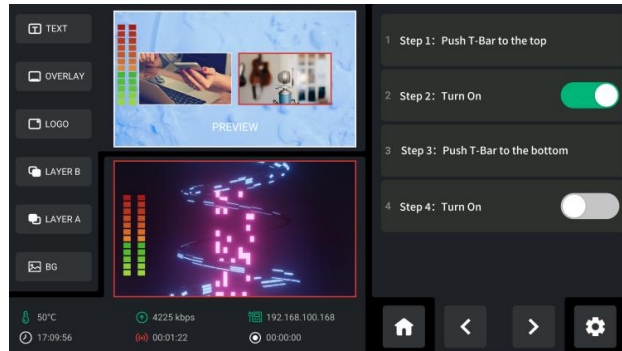 TEXT
OVERLAY
LOGO
LAYER B
LAYER A
BG
PREVIEW
50°C
4225 kbps
192.168.100.168
17:09:56
00:01:22
00:00:00
1 Step 1: Push T-Bar to the top
2 Step 2: Turn On
3 Step 3: Push T-Bar to the bottom
4 Step 4: Turn On